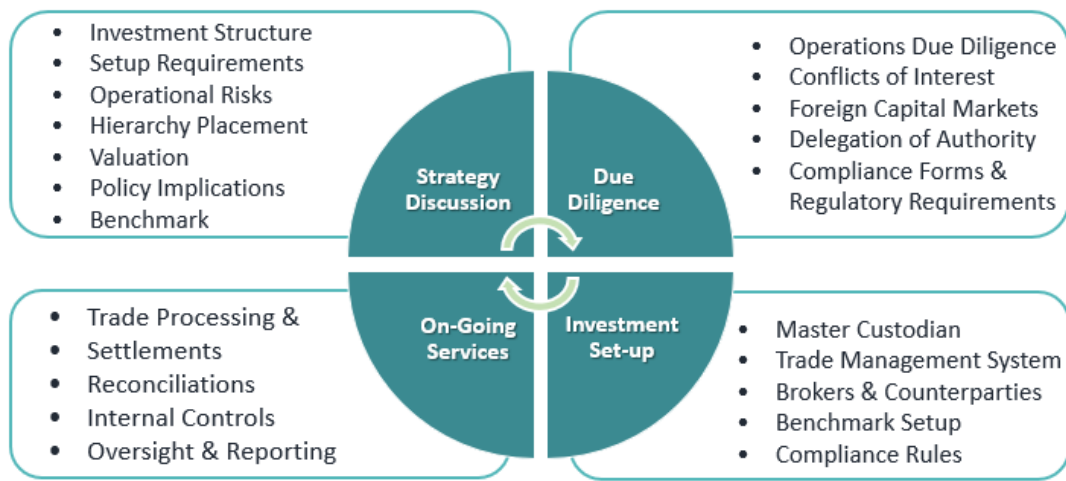 • Investment Structure
• Setup Requirements
• Operational Risks
• Hierarchy Placement
• Valuation
• Policy Implications
• Benchmark
• Operations Due Diligence
• Conflicts of Interest
• Foreign Capital Markets
• Delegation of Authority
• Compliance Forms &
Regulatory Requirements
Strategy
Discussion
Due
Diligence
On-Going
Services
Investment
Set-up
• Trade Processing &
• Settlements
• Reconciliations
• Internal Controls
• Oversight & Reporting
• Master Custodian
• Trade Management System
• Brokers & Counterparties
• Benchmark Setup
• Compliance Rules